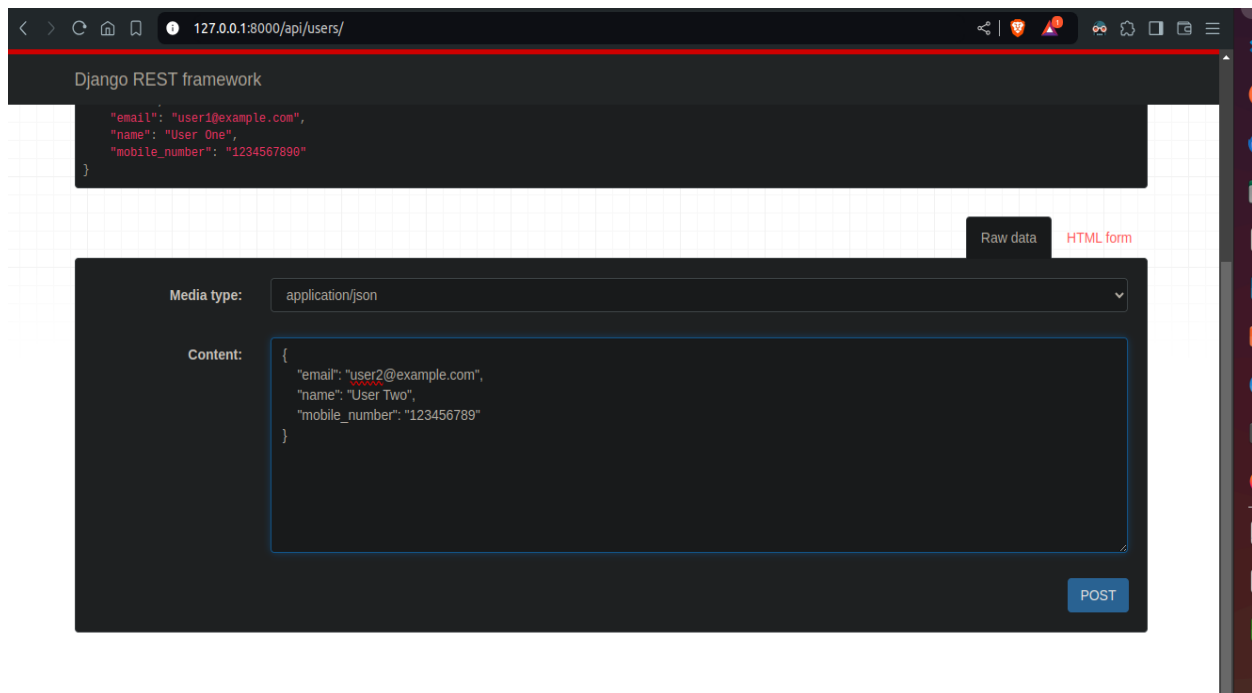 127.0.0.1:8000/api/users/
1
Django REST framework
"email": "user1@example.com",
"name": "User One",
"mobile_number": "1234567890"
}
Raw data
HTML form
Media type:
application/json
Content:
{
"email": "user2@example.com",
"name": "User Two",
"mobile_number": "123456789"
}
POST